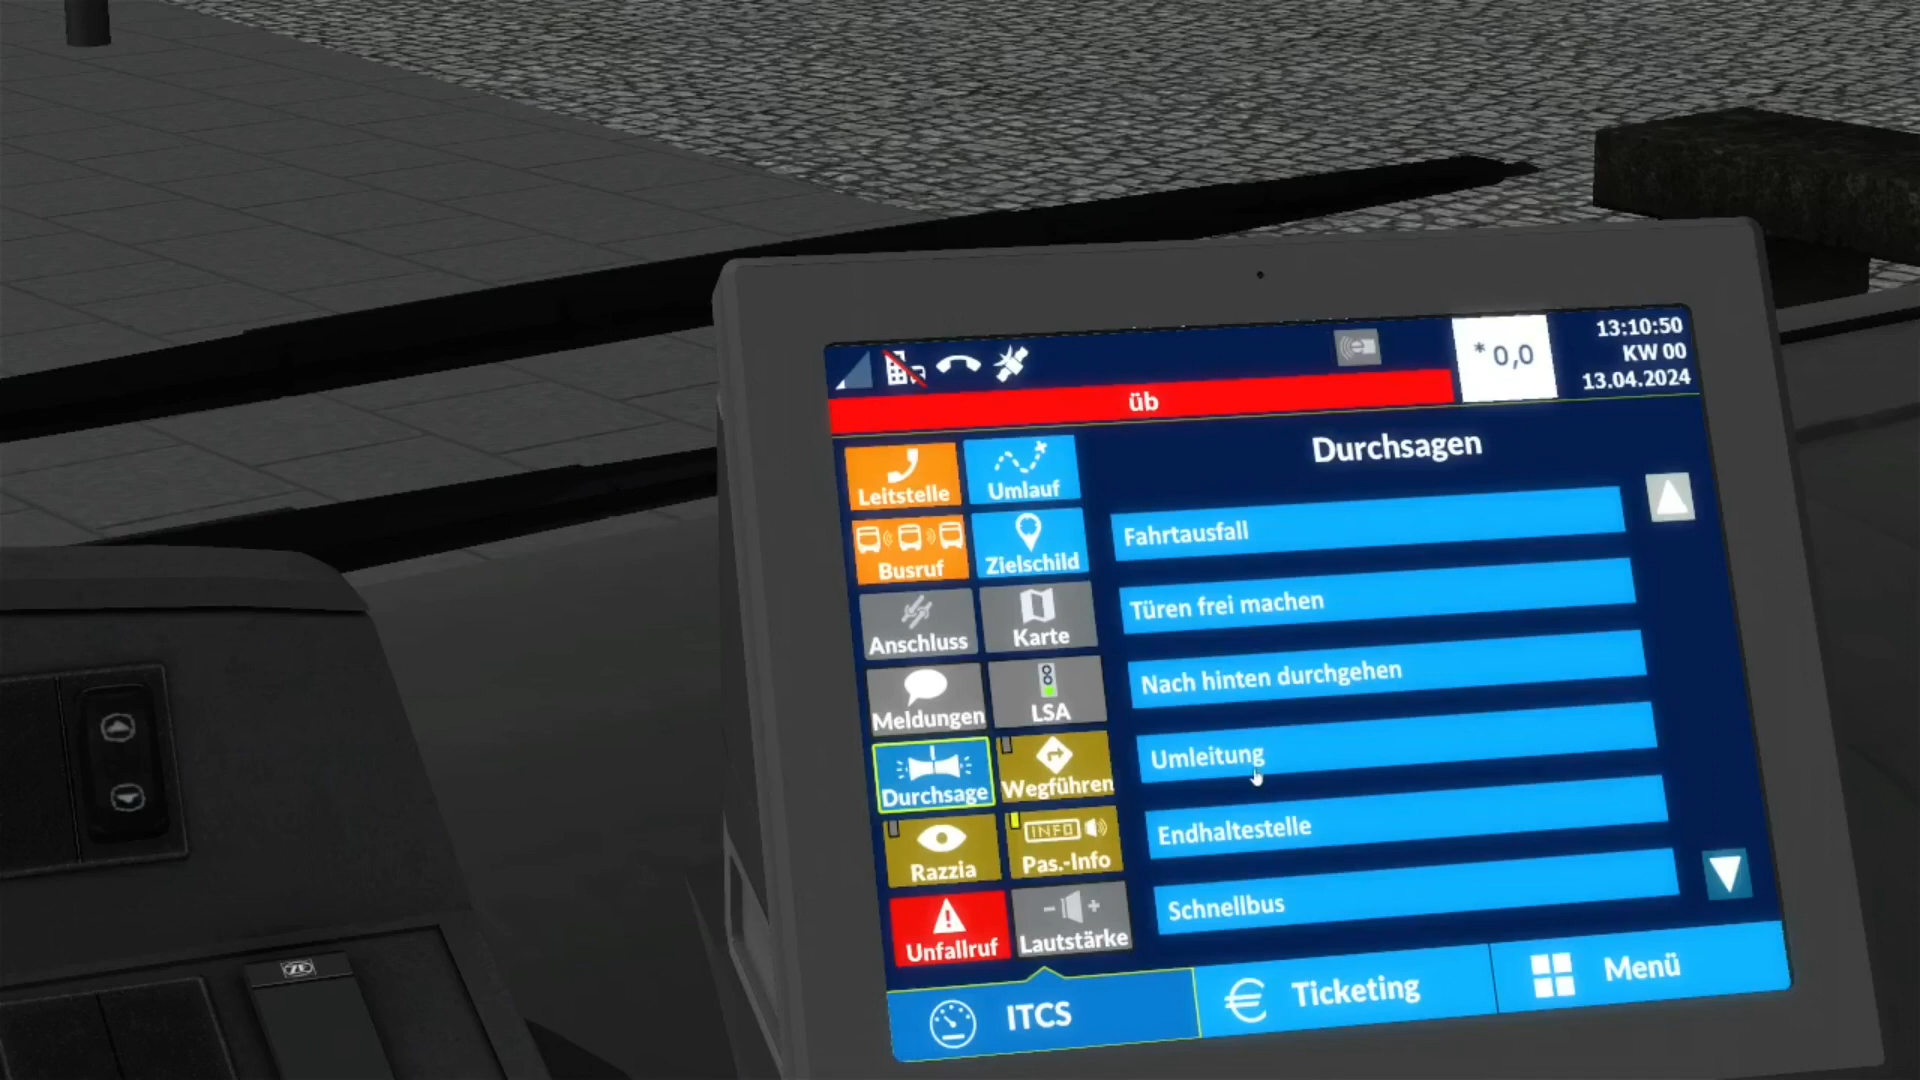 13:10:50
* 0,0
KW 00
13.04.2024
üb
Durchsagen
Leitstelle
Umlauf
Busruf
Zielschild
Anschluss
Karte
Meldungen
LSA
Durchsage
Wegführen
Razzia
INFO
Pas.-Info
Unfallruf
- +
Lautstärke
Fahrtausfall
Türen frei machen
Nach hinten durchgehen
Umleitung
Endhaltestelle
Schnellbus
ITCS
€ Ticketing
Menü
ZF